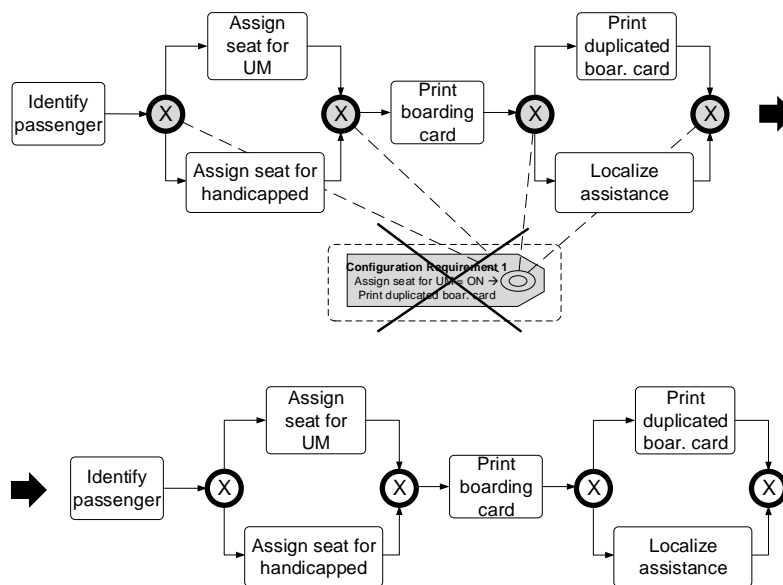 Assign
seat for
UM
Print
duplicated
boar. card
Identify
passenger
X
X
Print
boarding
card
X
X
Assign seat for
handicapped
Localize
assistance
Configuration Requirement 1
Assign seat for UM = ON →
Print duplicated boar. card
Assign
seat for
UM
Print
duplicated
boar. card
Identify
passenger
X
X
Print
boarding
card
X
X
Assign seat for
handicapped
Localize
assistance